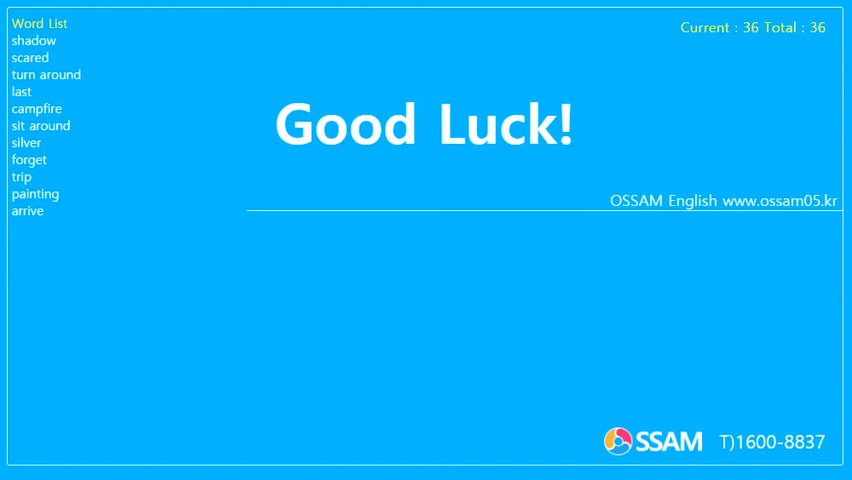 Word List
shadow
scared
turn around
last
campfire
sit around
silver
forget
trip
painting
arrive
Current : 36 Total : 36
Good Luck!
OSSAM English www.ossam05.kr
OSSAM T)1600-8837